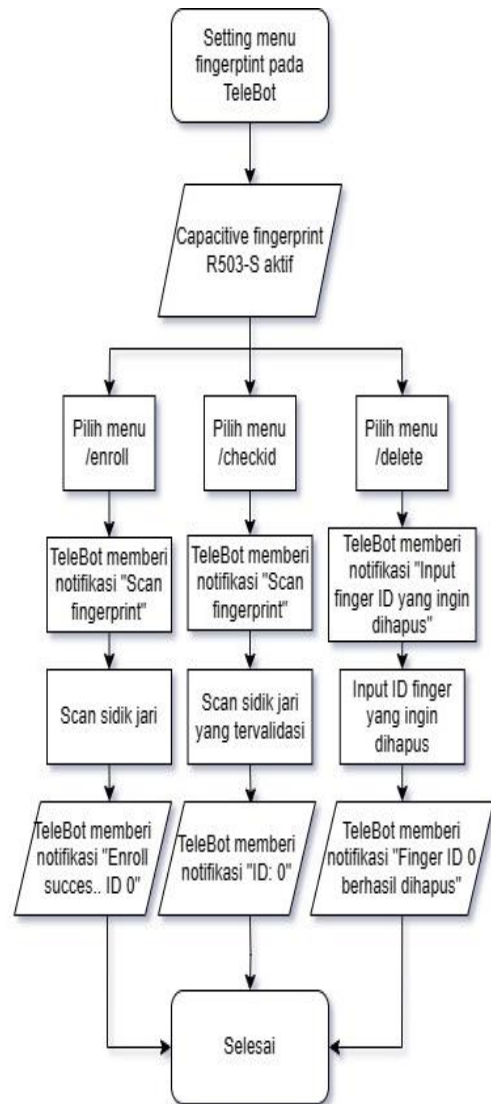 Setting menu
fingerptint pada
TeleBot
Capacitive fingerprint
R503-S aktif
Pilih menu
/enroll
Pilih menu
/checkid
Pilih menu
/delete
TeleBot memberi
notifikasi "Scan
fingerprint"
TeleBot memberi
notifikasi "Scan
fingerprint"
TeleBot memberi
notifikasi "Input
finger ID yang ingin
dihapus"
Scan sidik jari
Scan sidik jari
yang tervalidasi
Input ID finger
yang ingin
dihapus
TeleBot memberi
notifikasi "Enroll
succes.. ID 0"
TeleBot memberi
notifikasi "ID: 0"
TeleBot memberi
notifikasi "Finger ID 0
berhasil dihapus"
Selesai